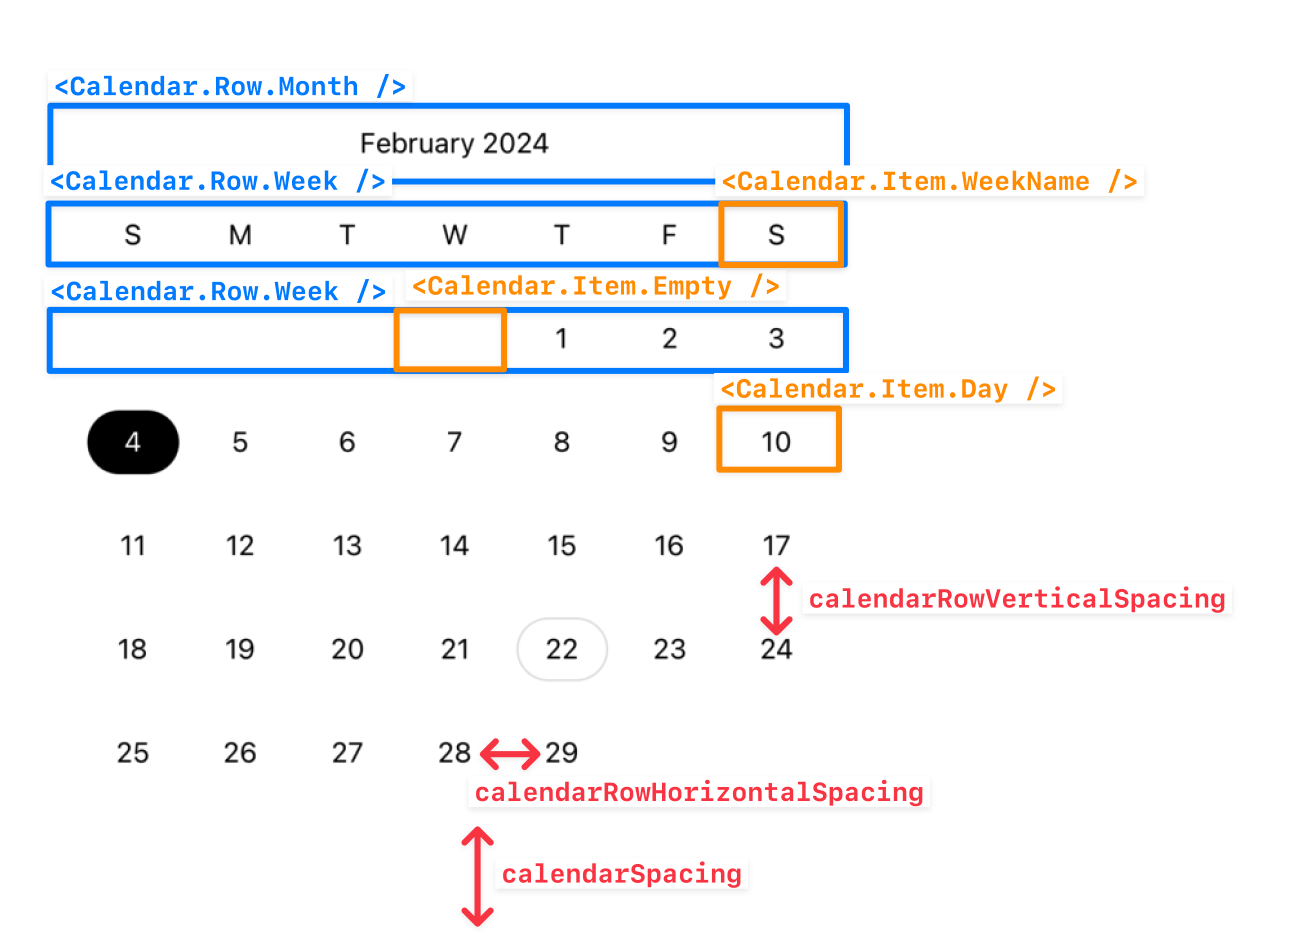 <Calendar.Row.Month />
February 2024
<Calendar.Row.Week /> <Calendar.Item.WeekName />
S M T W T F S
<Calendar.Row.Week /> <Calendar.Item.Empty />
1 2 3
<Calendar.Item.Day />
4 5 6 7 8 9 10
11 12 13 14 15 16 17
calendarRowVerticalSpacing
18 19 20 21 22 23 24
25 26 27 28 29
calendarRowHorizontalSpacing
calendarSpacing